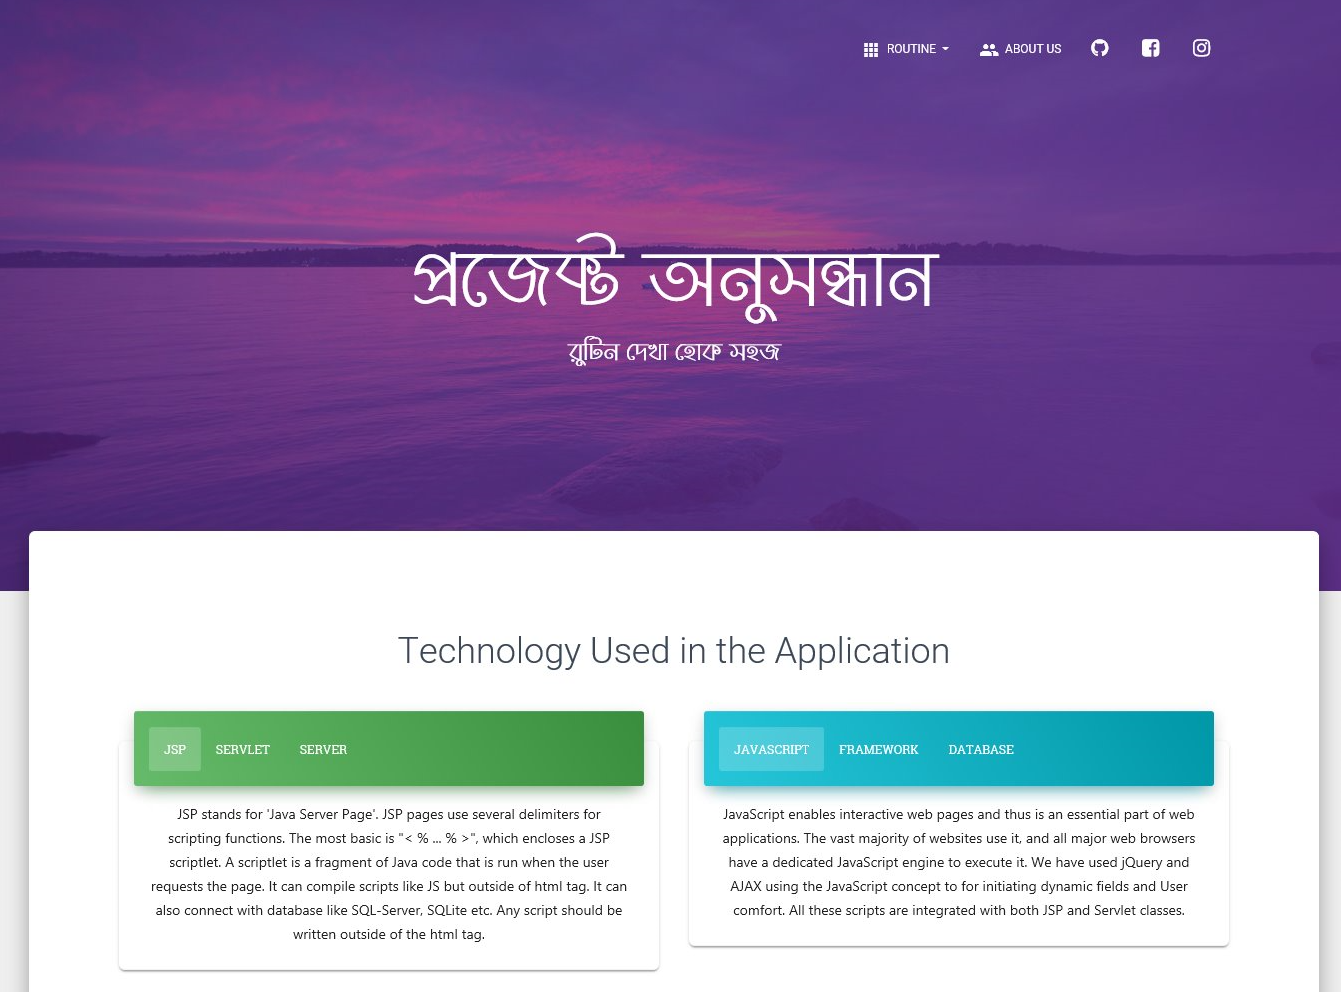 ROUTINE
ABOUT US
প্রজেক্ট অনুসন্ধান
রুটিন দেখা হোক সহজ
Technology Used in the Application
JSP SERVLET SERVER
JSP stands for 'Java Server Page'. JSP pages use several delimiters for
scripting functions. The most basic is "< % ... % >", which encloses a JSP
scriptlet. A scriptlet is a fragment of Java code that is run when the user
requests the page. It can compile scripts like JS but outside of html tag. It can
also connect with database like SQL-Server, SQLite etc. Any script should be
written outside of the html tag.
JAVASCRIPT FRAMEWORK DATABASE
JavaScript enables interactive web pages and thus is an essential part of web
applications. The vast majority of websites use it, and all major web browsers
have a dedicated JavaScript engine to execute it. We have used jQuery and
AJAX using the JavaScript concept to for initiating dynamic fields and User
comfort. All these scripts are integrated with both JSP and Servlet classes.